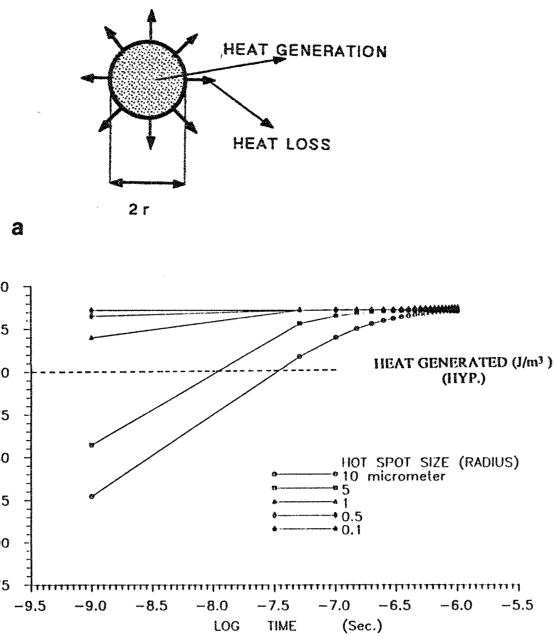 HEAT GENERATION
HEAT LOSS
2 r
a
0
5
0
HEAT GENERATED (J/m³)
(HYP.)
5
0
HOT SPOT SIZE (RADIUS)
10 micrometer
5
5
1
0.5
0
0.1
5
-9.5 -9.0 -8.5 -8.0 -7.5 -7.0 -6.5 -6.0 -5.5
LOG TIME (Sec.)